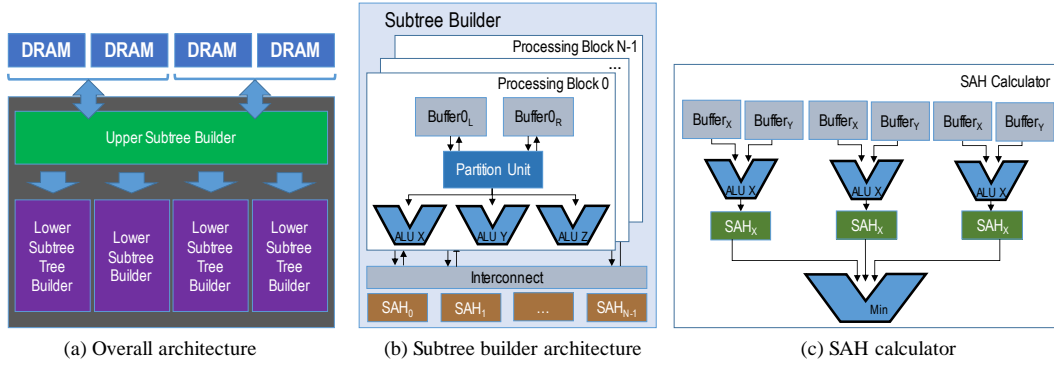 DRAM DRAM DRAM DRAM
Upper Subtree Builder
Lower
Subtree
Tree
Builder
Lower
Subtree
Builder
Lower
Subtree
Tree
Builder
Lower
Subtree
Tree
Builder
(a) Overall architecture
Subtree Builder
Processing Block N-1
...
Processing Block 0
Buffer0L Buffer0R
Partition Unit
ALU X ALU Y ALU Z
Interconnect
SAH0 SAH1 ... SAHN-1
(b) Subtree builder architecture
SAH Calculator
BufferX BufferY BufferX BufferY BufferX BufferY
ALU X ALU X ALU X
SAHX SAHX SAHX
Min
(c) SAH calculator